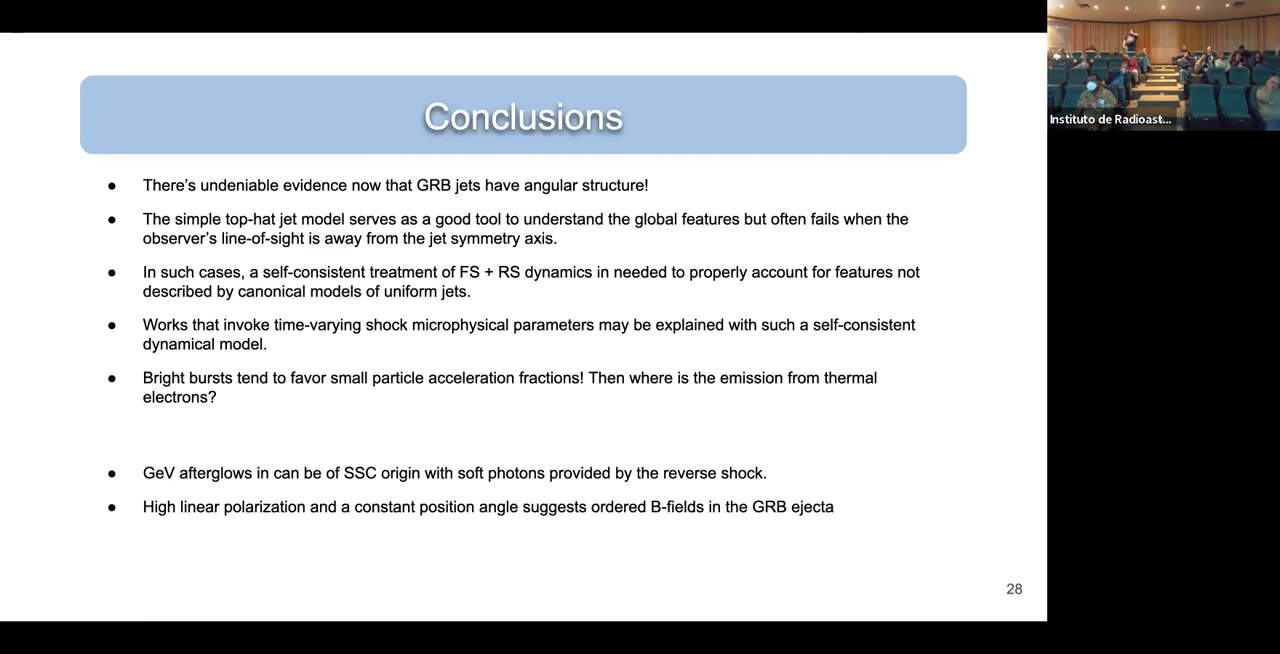 Conclusions
● There's undeniable evidence now that GRB jets have angular structure!
● The simple top-hat jet model serves as a good tool to understand the global features but often fails when the
observer's line-of-sight is away from the jet symmetry axis.
● In such cases, a self-consistent treatment of FS + RS dynamics in needed to properly account for features not
described by canonical models of uniform jets.
● Works that invoke time-varying shock microphysical parameters may be explained with such a self-consistent
dynamical model.
● Bright bursts tend to favor small particle acceleration fractions! Then where is the emission from thermal
electrons?
● GeV afterglows in can be of SSC origin with soft photons provided by the reverse shock.
● High linear polarization and a constant position angle suggests ordered B-fields in the GRB ejecta
28
Instituto de Radioast...